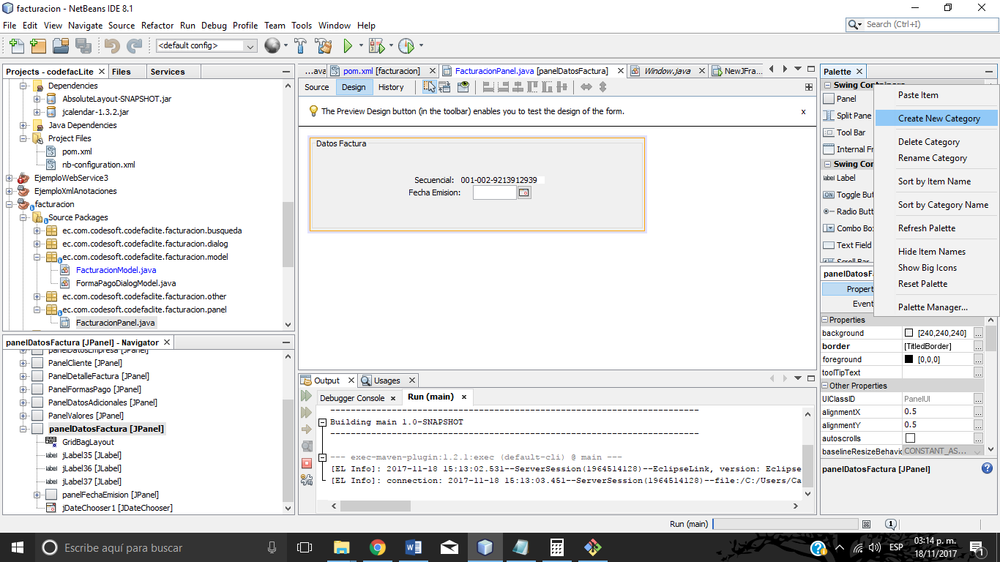 facturacion - NetBeans IDE 8.1
File Edit View Navigate Source Refactor Run Debug Profile Team Tools Window Help
Search (Ctrl+I)
<default config>
Projects - codefacLite
Files
Services
Dependencies
AbsoluteLayout-SNAPSHOT.jar
jcalendar-1.3.2.jar
Java Dependencies
Project Files
pom.xml
nb-configuration.xml
EjemploWebService3
EjemploXmlAnotaciones
facturacion
Source Packages
ec.com.codesoft.codefaclite.facturacion.busqueda
ec.com.codesoft.codefaclite.facturacion.dialog
ec.com.codesoft.codefaclite.facturacion.model
FacturacionModel.java
FormaPagoDialogModel.java
ec.com.codesoft.codefaclite.facturacion.other
ec.com.codesoft.codefaclite.facturacion.panel
FacturacionPanel.java
panelDatosFactura [JPanel] - Navigator
panelDatosEmpresa [JPanel]
PanelCliente [JPanel]
PanelDetalleFactura [JPanel]
PanelFormasPago [JPanel]
PanelDatosAdicionales [JPanel]
PanelValores [JPanel]
panelDatosFactura [JPanel]
GridBagLayout
jLabel35 [JLabel]
jLabel36 [JLabel]
jLabel37 [JLabel]
panelFechaEmision [JPanel]
jDateChooser1 [JDateChooser]
...ava
pom.xml [facturacion]
FacturacionPanel.java [panelDatosFactura]
Window.java
NewJFra...
Source
Design
History
The Preview Design button (in the toolbar) enables you to test the design of the form.
x
Datos Factura
Secuencial: 001-002-9213912939
Fecha Emision:
Output
Usages
Debugger Console
Run (main)
------------------------------------------------------------------------
Building main 1.0-SNAPSHOT
------------------------------------------------------------------------
--- exec-maven-plugin:1.2.1:exec (default-cli) @ main ---
[EL Info]: 2017-11-18 15:13:02.531--ServerSession(1964514128)--EclipseLink, version: Eclipse
[EL Info]: connection: 2017-11-18 15:13:03.451--ServerSession(1964514128)--file:/C:/Users/Ca
Palette
Swing Containers
Panel
Split Pane
Tool Bar
Internal Fr
Swing Con
Label
Toggle But
Radio Butt
Combo Bo
Text Field
Scroll Bar
Paste Item
Create New Category
Delete Category
Rename Category
Sort by Item Name
Sort by Category Name
Refresh Palette
Hide Item Names
Show Big Icons
Reset Palette
Palette Manager...
panelDatosF
Propert
Event
Properties
background [240,240,240] ...
border [TitledBorder] ...
foreground [0,0,0] ...
toolTipText ...
Other Properties
UIClassID PanelUI ...
alignmentX 0.5 ...
alignmentY 0.5 ...
autoscrolls ...
baselineResizeBehavio CONSTANT_AS... ...
panelDatosFactura [JPanel]
Run (main)
1
Escribe aquí para buscar
ESP
03:14 p. m.
18/11/2017
1